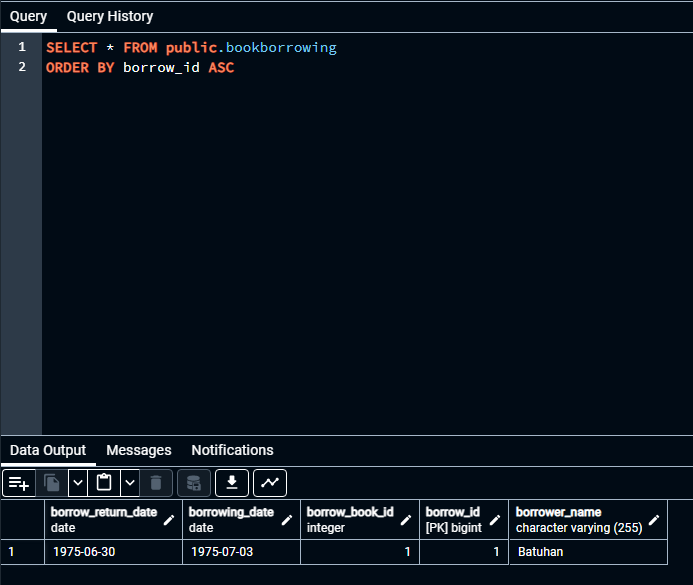 Query Query History
1 SELECT * FROM public.bookborrowing
2 ORDER BY borrow_id ASC
Data Output Messages Notifications
borrow_return_date borrowing_date borrow_book_id borrow_id borrower_name
date date integer [PK] bigint character varying (255)
1 1975-06-30 1975-07-03 1 1 Batuhan